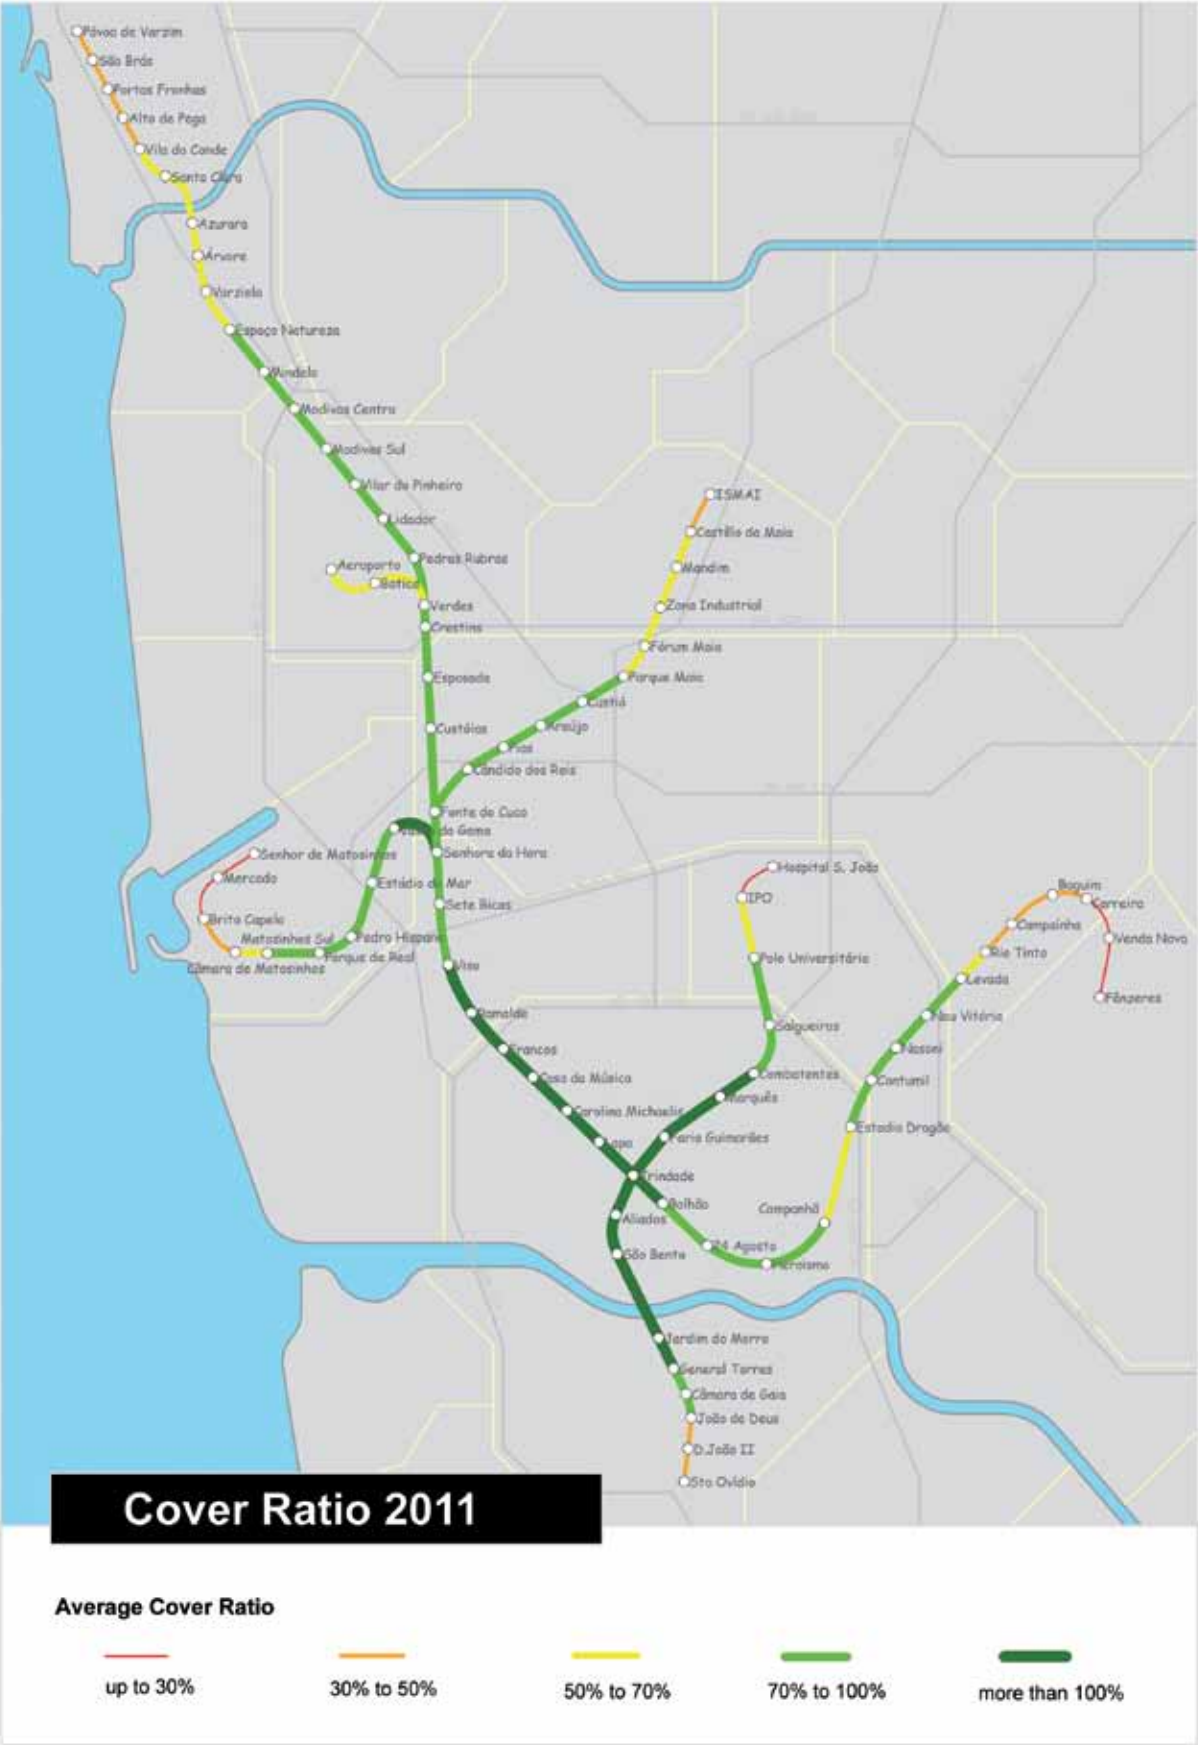 Póvoa de Varzim
São Brás
Portas Fronhas
Alto de Pega
Vila do Conde
Santa Clara
Azurara
Árvore
Varziela
Espaço Natureza
Mindelo
Modivas Centro
Modivas Sul
Vilar do Pinheiro
Lidador
ISMAI
Castêlo da Maia
Pedras Rubras
Aeroporto
Mandim
Botica
Verdes
Zona Industrial
Crestins
Fórum Maia
Esposade
Parque Maia
Custió
Custóias
Araújo
Pias
Cândido dos Reis
Fonte do Cuco
Vasco da Gama
Senhora da Hora
Senhor de Matosinhos
Hospital S. João
Mercado
Estádio do Mar
Baguim
IPO
Carreira
Sete Bicas
Brito Capelo
Campainha
Matosinhos Sul
Pedro Hispano
Venda Nova
Rio Tinto
Parque de Real
Polo Universitário
Câmara de Matosinhos
Viso
Levada
Fânzeres
Ramalde
Nau Vitória
Salgueiros
Francos
Nasoni
Casa da Música
Combatentes
Contumil
Marquês
Carolina Michaelis
Estadio Dragão
Faria Guimarães
Lapa
Trindade
Bolhão
Campanhã
Aliados
24 Agosto
São Bento
Heroismo
Jardim do Morro
General Torres
Câmara de Gaia
João de Deus
D.João II
Sto Ovídio
Cover Ratio 2011
Average Cover Ratio
up to 30%
30% to 50%
50% to 70%
70% to 100%
more than 100%